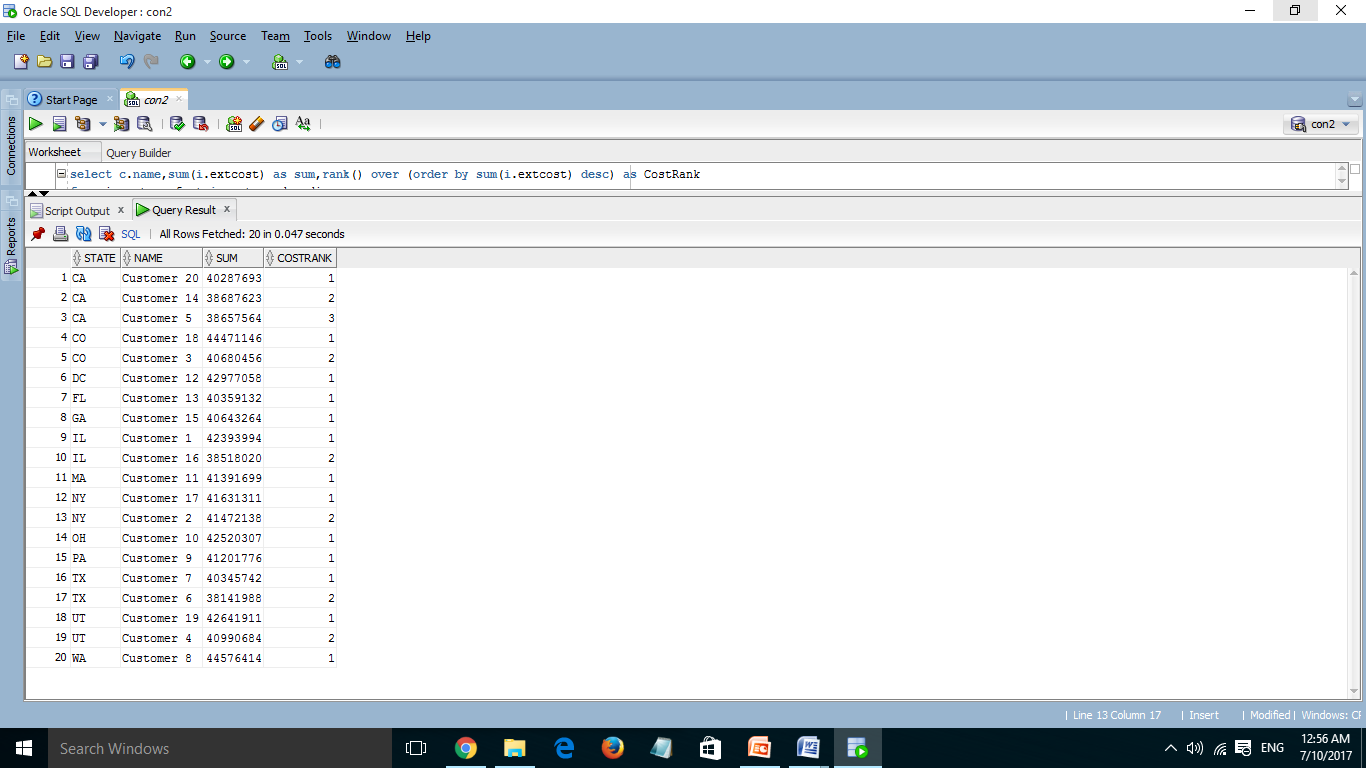 Oracle SQL Developer : con2
File Edit View Navigate Run Source Team Tools Window Help
Start Page con2
con2
Connections
Reports
Worksheet Query Builder
select c.name,sum(i.extcost) as sum,rank() over (order by sum(i.extcost) desc) as CostRank
Script Output x Query Result x
SQL | All Rows Fetched: 20 in 0.047 seconds
STATE NAME SUM COSTRANK
1 CA Customer 20 40287693 1
2 CA Customer 14 38687623 2
3 CA Customer 5 38657564 3
4 CO Customer 18 44471146 1
5 CO Customer 3 40680456 2
6 DC Customer 12 42977058 1
7 FL Customer 13 40359132 1
8 GA Customer 15 40643264 1
9 IL Customer 1 42393994 1
10 IL Customer 16 38518020 2
11 MA Customer 11 41391699 1
12 NY Customer 17 41631311 1
13 NY Customer 2 41472138 2
14 OH Customer 10 42520307 1
15 PA Customer 9 41201776 1
16 TX Customer 7 40345742 1
17 TX Customer 6 38141988 2
18 UT Customer 19 42641911 1
19 UT Customer 4 40990684 2
20 WA Customer 8 44576414 1
| Line 13 Column 17 | Insert | Modified | Windows: CF
Search Windows
ENG
12:56 AM
7/10/2017